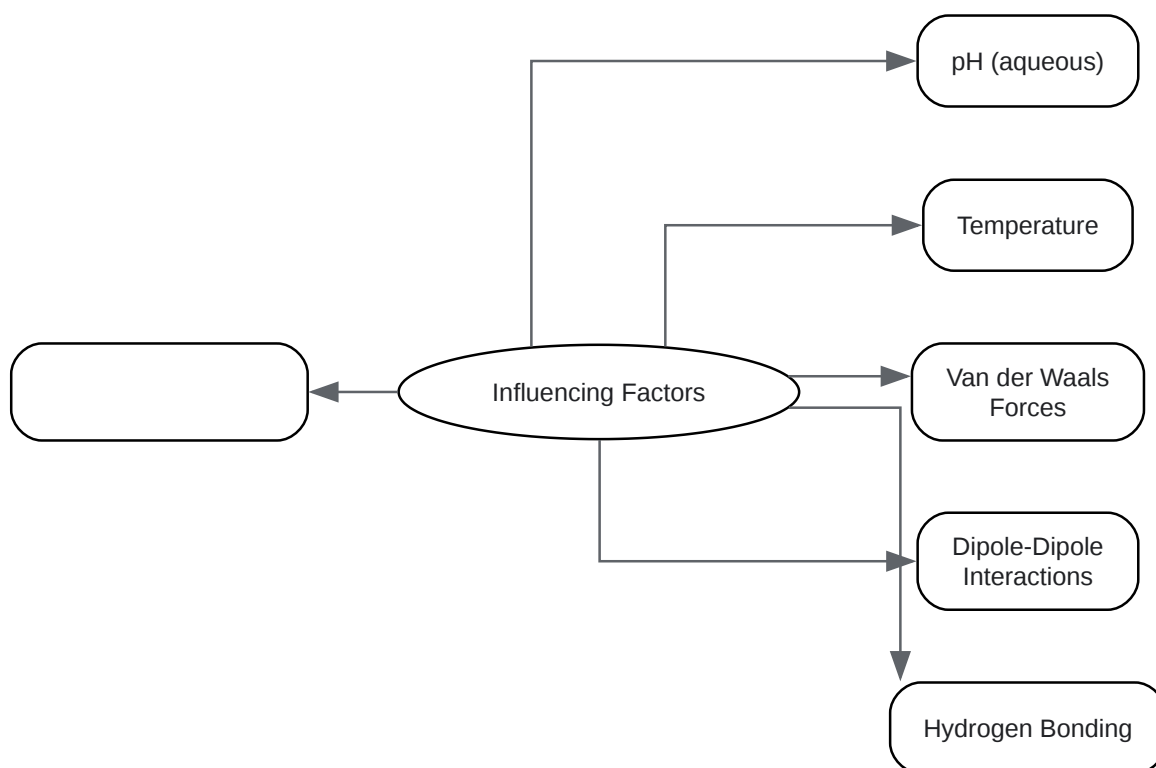 pH (aqueous)
Temperature
Influencing Factors
Van der Waals
Forces
Dipole-Dipole
Interactions
Hydrogen Bonding